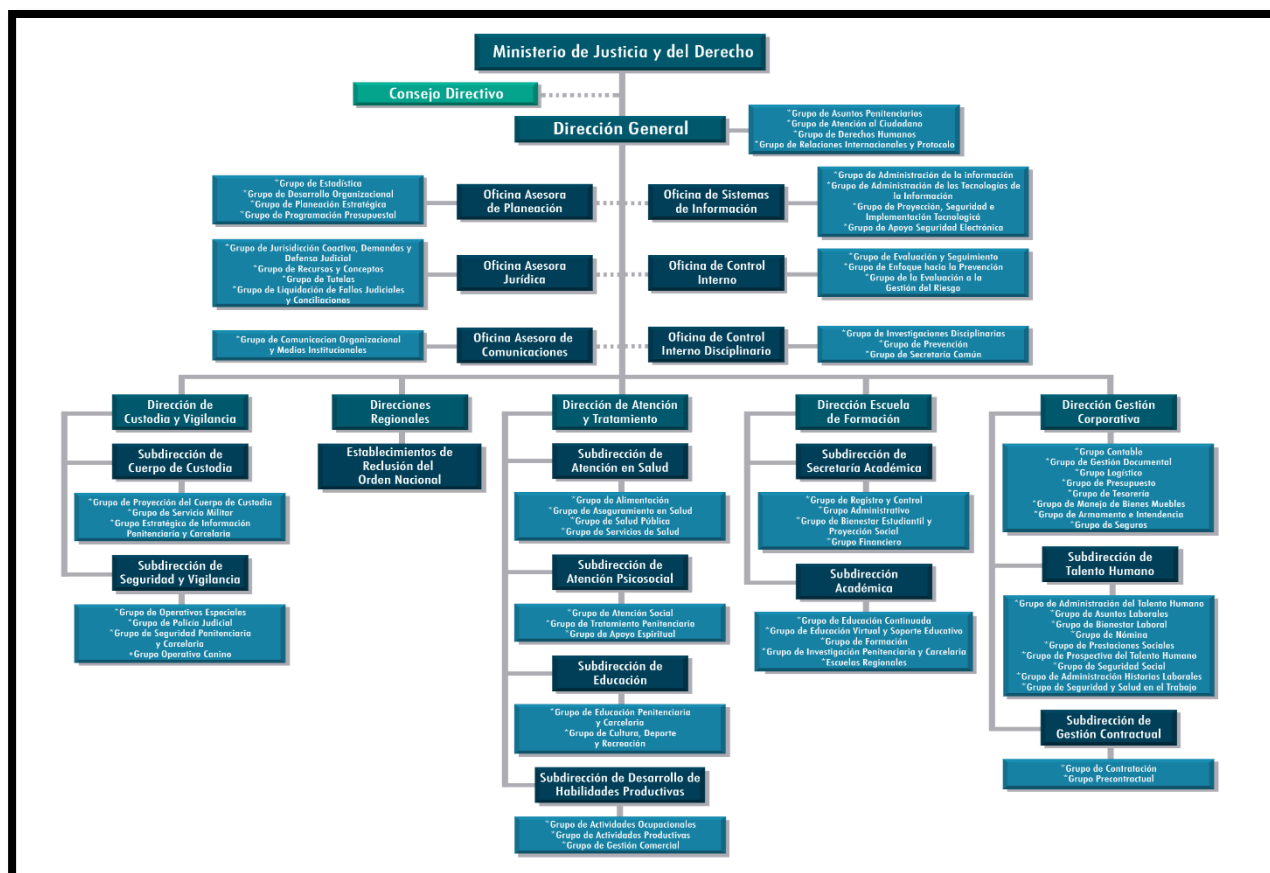 Ministerio de Justicia y del Derecho
Consejo Directivo
Dirección General
*Grupo de Asuntos Penitenciarios
*Grupo de Atención al Ciudadano
*Grupo de Derechos Humanos
*Grupo de Relaciones Internacionales y Protocolo
*Grupo de Estadística
*Grupo de Desarrollo Organizacional
*Grupo de Planeación Estratégica
*Grupo de Programación Presupuestal
Oficina Asesora
de Planeación
Oficina de Sistemas
de Información
*Grupo de Administración de la información
*Grupo de Administración de las Tecnologías de
la Información
*Grupo de Proyección, Seguridad e
Implementación Tecnologicá
*Grupo de Apoyo Seguridad Electrónica
*Grupo de Jurisidicción Coactiva, Demandas y
Defensa Judicial
*Grupo de Recursos y Conceptos
*Grupo de Tutelas
*Grupo de Liquidación de Fallos Judiciales
y Conciliaciones
Oficina Asesora
Jurídica
Oficina de Control
Interno
*Grupo de Evaluación y Seguimiento
*Grupo de Enfoque hacia la Prevención
*Grupo de la Evaluación a la
Gestión del Riesgo
*Grupo de Comunicacion Organizacional
y Medios Institucionales
Oficina Asesora de
Comunicaciones
Oficina de Control
Interno Disciplinario
*Grupo de Investigaciones Disciplinarias
*Grupo de Prevención
*Grupo de Secretaría Común
Dirección de
Custodia y Vigilancia
Subdirección de
Cuerpo de Custodia
*Grupo de Proyección del Cuerpo de Custodia
*Grupo de Servicio Militar
*Grupo Estratégico de Información
Penitenciaria y Carcelaria
Subdirección de
Seguridad y Vigilancia
*Grupo de Operativos Especiales
*Grupo de Policía Judicial
*Grupo de Seguridad Penitenciaria
y Carcelaria
*Grupo Operativo Canino
Direciones
Regionales
Establecimientos de
Reclusión del
Orden Nacional
Dirección de Atención
y Tratamiento
Subdirección de
Atención en Salud
*Grupo de Alimentación
*Grupo de Aseguramiento en Salud
*Grupo de Salud Pública
*Grupo de Servicios de Salud
Subdirección de
Atención Psicosocial
*Grupo de Atención Social
*Grupo de Tratamiento Penitenciario
*Grupo de Apoyo Espiritual
Subdirección de
Educación
*Grupo de Educación Penitenciaria
y Carcelaria
*Grupo de Cultura, Deporte
y Recreación
Subdirección de Desarrollo de
Habilidades Productivas
*Grupo de Actividades Ocupacionales
*Grupo de Actividades Productivas
*Grupo de Gestión Comercial
Dirección Escuela
de Formación
Subdirección de
Secretaría Académica
*Grupo de Registro y Control
*Grupo Administrativo
*Grupo de Bienestar Estudiantil y
Proyección Social
*Grupo Financiero
Subdirección
Académica
*Grupo de Educación Continuada
*Grupo de Educación Virtual y Soporte Educativo
*Grupo de Formación
*Grupo de Investigación Penitenciaria y Carcelaria
*Escuelas Regionales
Dirección Gestión
Corporativa
*Grupo Contable
*Grupo de Gestión Documental
*Grupo Logístico
*Grupo de Presupuesto
*Grupo de Tesorería
*Grupo de Manejo de Bienes Muebles
*Grupo de Armamento e Intendencia
*Grupo de Seguros
Subdirección de
Talento Humano
*Grupo de Administración del Talento Humano
*Grupo de Asuntos Laborales
*Grupo de Bienestar Laboral
*Grupo de Nómina
*Grupo de Prestaciones Sociales
*Grupo de Prospectiva del Talento Humano
*Grupo de Seguridad Social
*Grupo de Administración Historias Laborales
*Grupo de Seguridad y Salud en el Trabajo
Subdirección de
Gestión Contractual
*Grupo de Contratación
*Grupo Precontractual